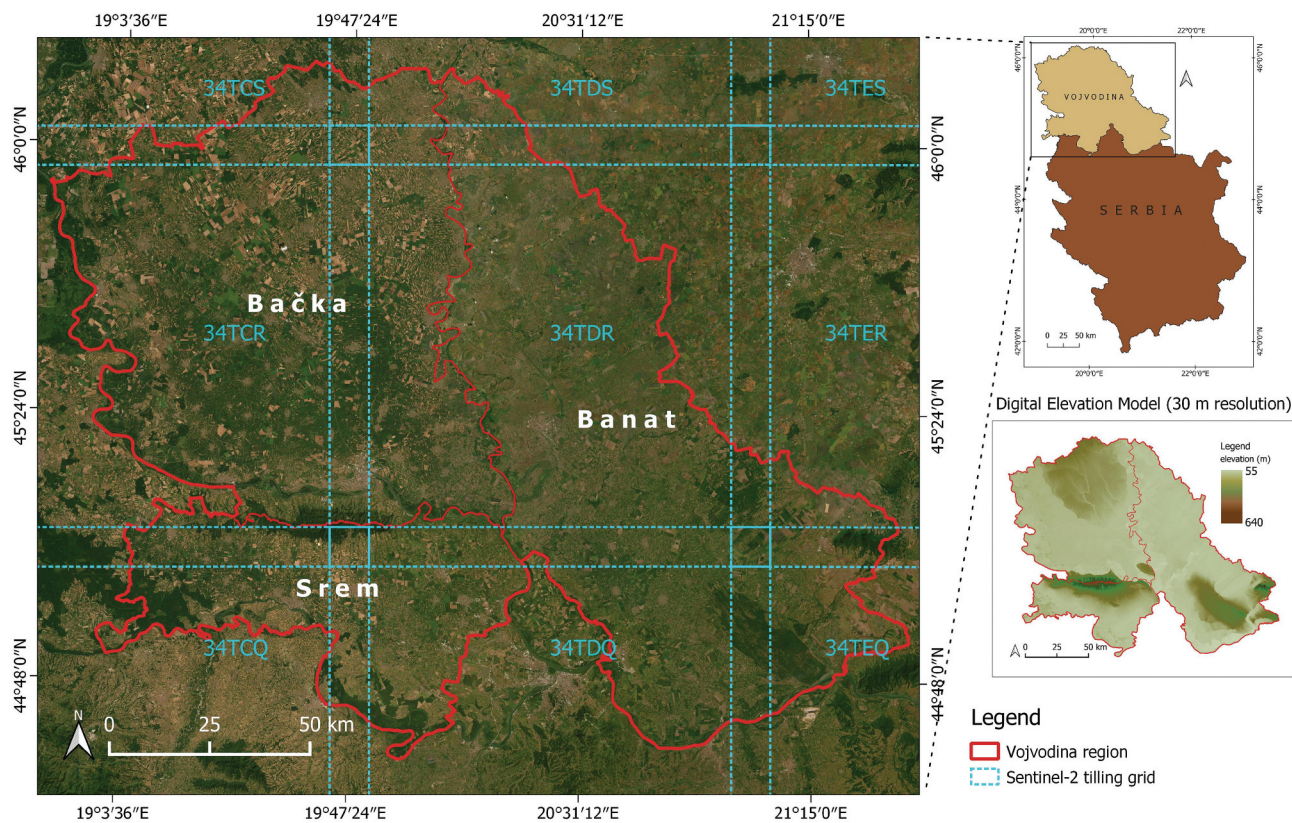 19°3′36″E
19°47′24″E
20°31′12″E
21°15′0″E
46°0′0″N
45°24′0″N
44°48′0″N
34TCS
34TDS
34TES
Bačka
34TCR
34TDR
34TER
Banat
Srem
34TCQ
34TDQ
34TEQ
N
0 25 50 km
46°0′0″N
45°24′0″N
44°48′0″N
19°3′36″E
19°47′24″E
20°31′12″E
21°15′0″E
20°0′0″E
22°0′0″E
46°0′0″N
44°0′0″N
42°0′0″N
VOJVODINA
SERBIA
0 25 50 km
46°0′0″N
44°0′0″N
42°0′0″N
20°0′0″E
22°0′0″E
Digital Elevation Model (30 m resolution)
Legend
elevation (m)
55
640
0 25 50 km
Legend
Vojvodina region
Sentinel-2 tilling grid